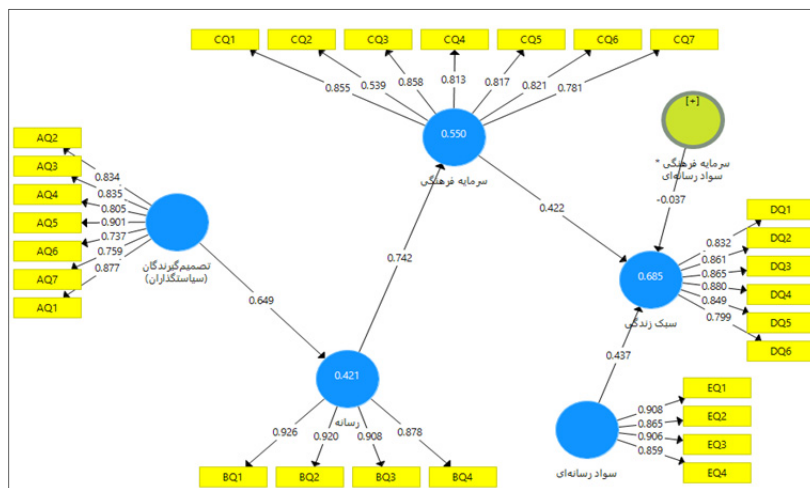 CQ1 CQ2 CQ3 CQ4 CQ5 CQ6 CQ7
0.855 0.539 0.858 0.813 0.817 0.821 0.781
[+]
0.550
سرمایه فرهنگی
سرمایه فرهنگی *
سواد رسانه‌ای
AQ2
AQ3
AQ4
AQ5
AQ6
AQ7
AQ1
0.834
0.835
0.805
0.901
0.737
0.759
0.877
تصمیم‌گیرندگان
(سیاستگذاران)
0.649
0.742
0.422
-0.037
0.685
سبک زندگی
DQ1
DQ2
DQ3
DQ4
DQ5
DQ6
0.832
0.861
0.865
0.880
0.849
0.799
0.437
0.421
رسانه
0.926 0.920 0.908 0.878
BQ1 BQ2 BQ3 BQ4
سواد رسانه‌ای
0.908
0.865
0.906
0.859
EQ1
EQ2
EQ3
EQ4